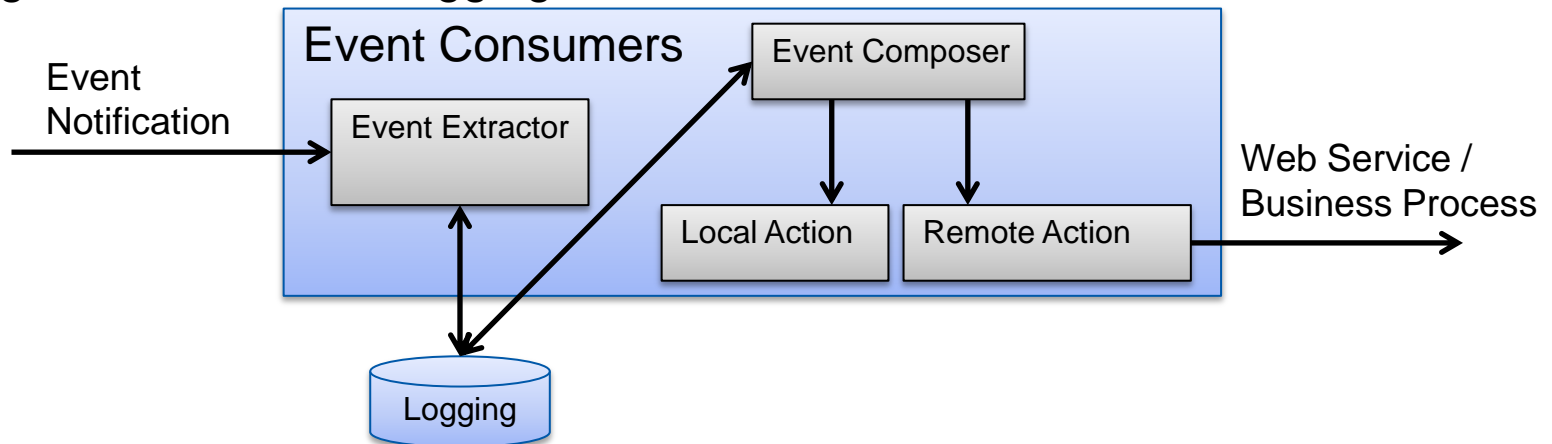 Event Consumers
Event Composer
Event
Notification
Event Extractor
Web Service /
Business Process
Local Action
Remote Action
Logging